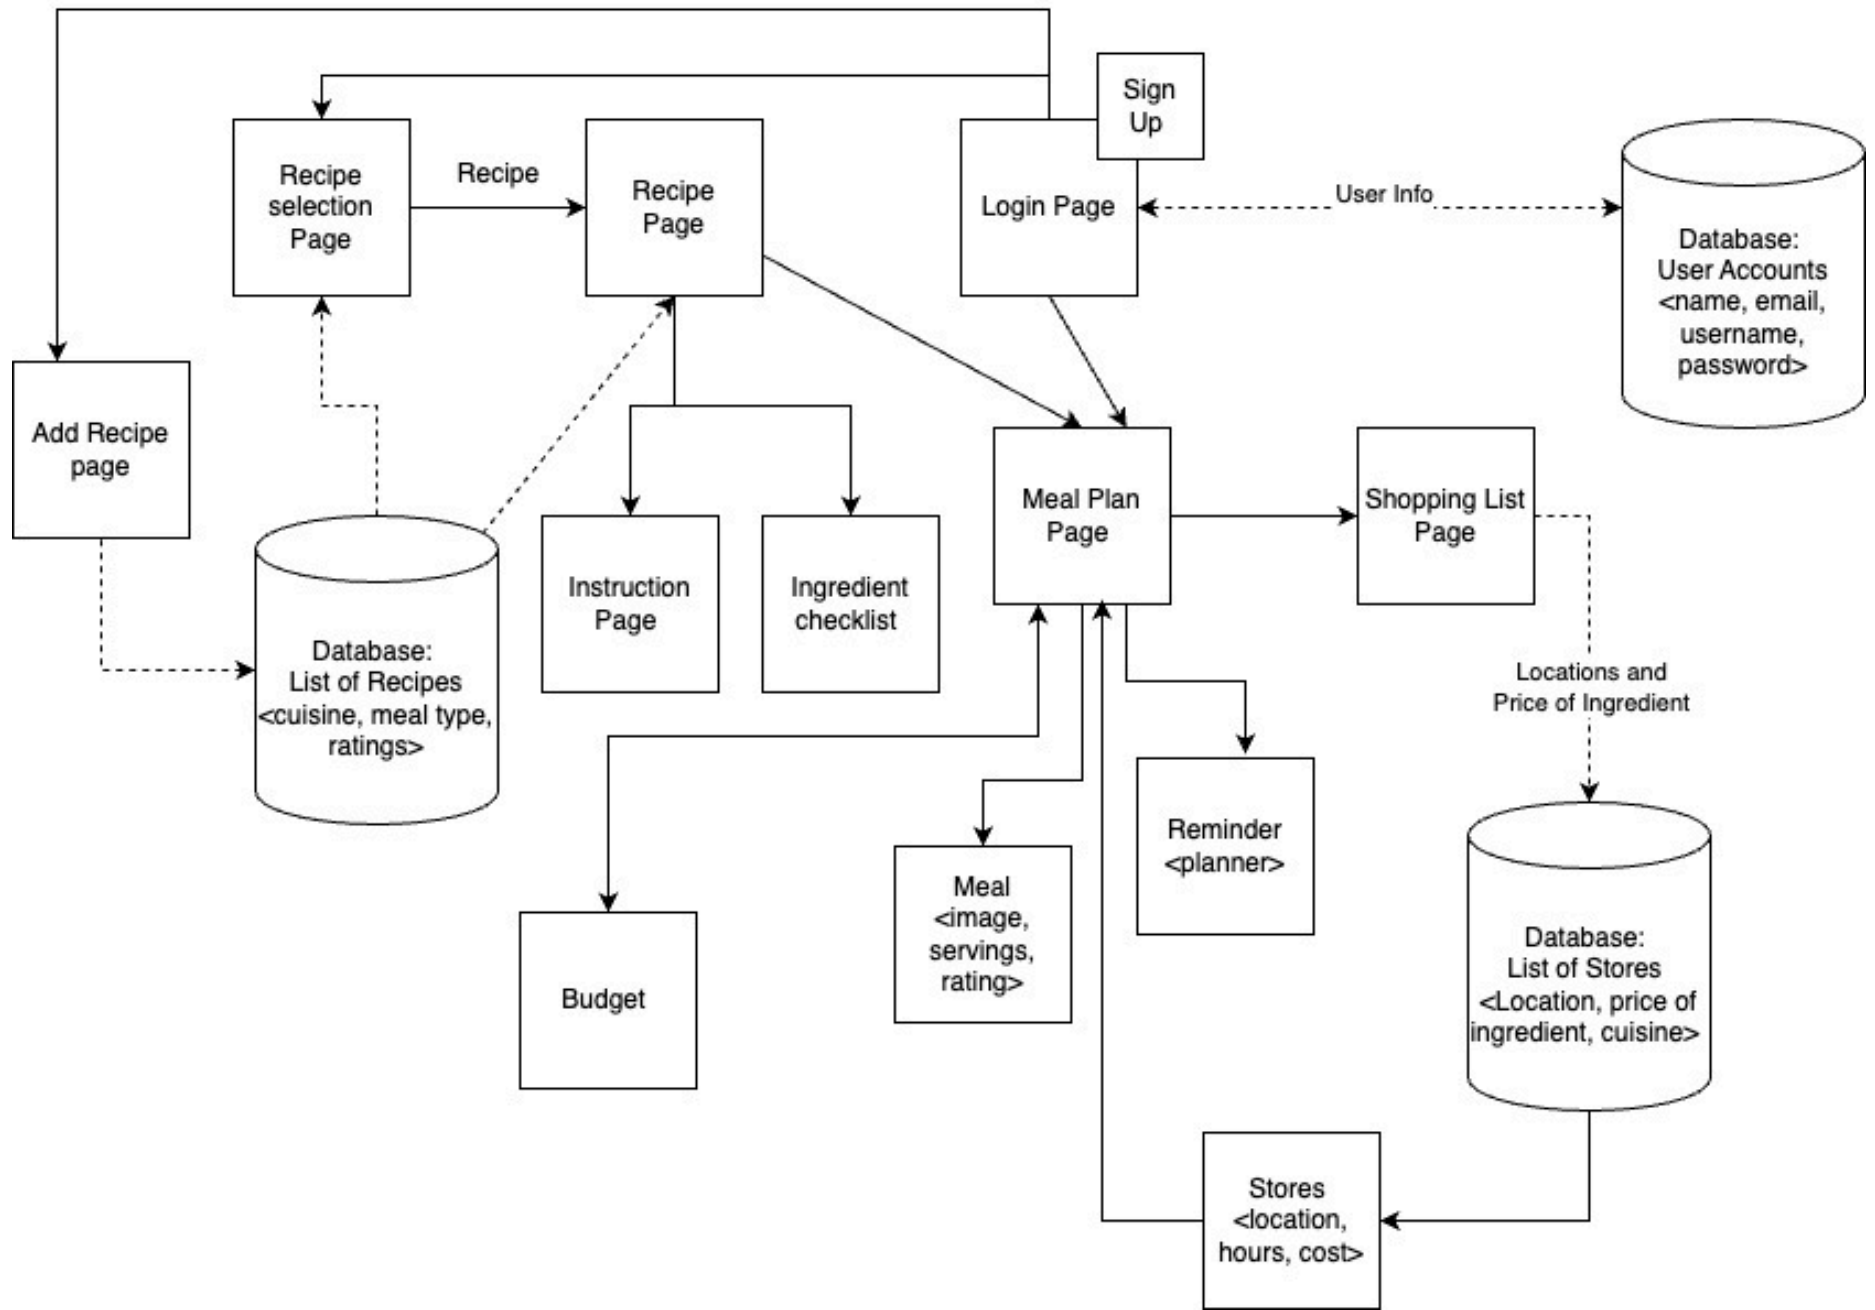 Sign
Up
Recipe
selection
Page
Recipe
Recipe
Page
Login Page
User Info
Database:
User Accounts
<name, email,
username,
password>
Add Recipe
page
Meal Plan
Page
Shopping List
Page
Instruction
Page
Ingredient
checklist
Database:
List of Recipes
<cuisine, meal type,
ratings>
Locations and
Price of Ingredient
Reminder
<planner>
Meal
<image,
servings,
rating>
Budget
Database:
List of Stores
<Location, price of
ingredient, cuisine>
Stores
<location,
hours, cost>